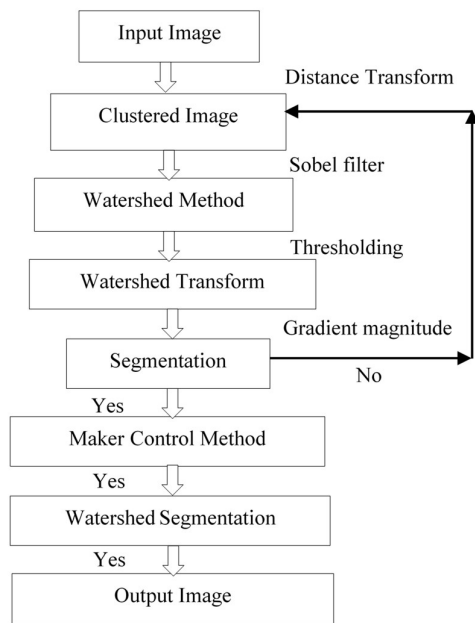 Input Image
Distance Transform
Clustered Image
Sobel filter
Watershed Method
Thresholding
Watershed Transform
Gradient magnitude
Segmentation
No
Yes
Maker Control Method
Yes
Watershed Segmentation
Yes
Output Image